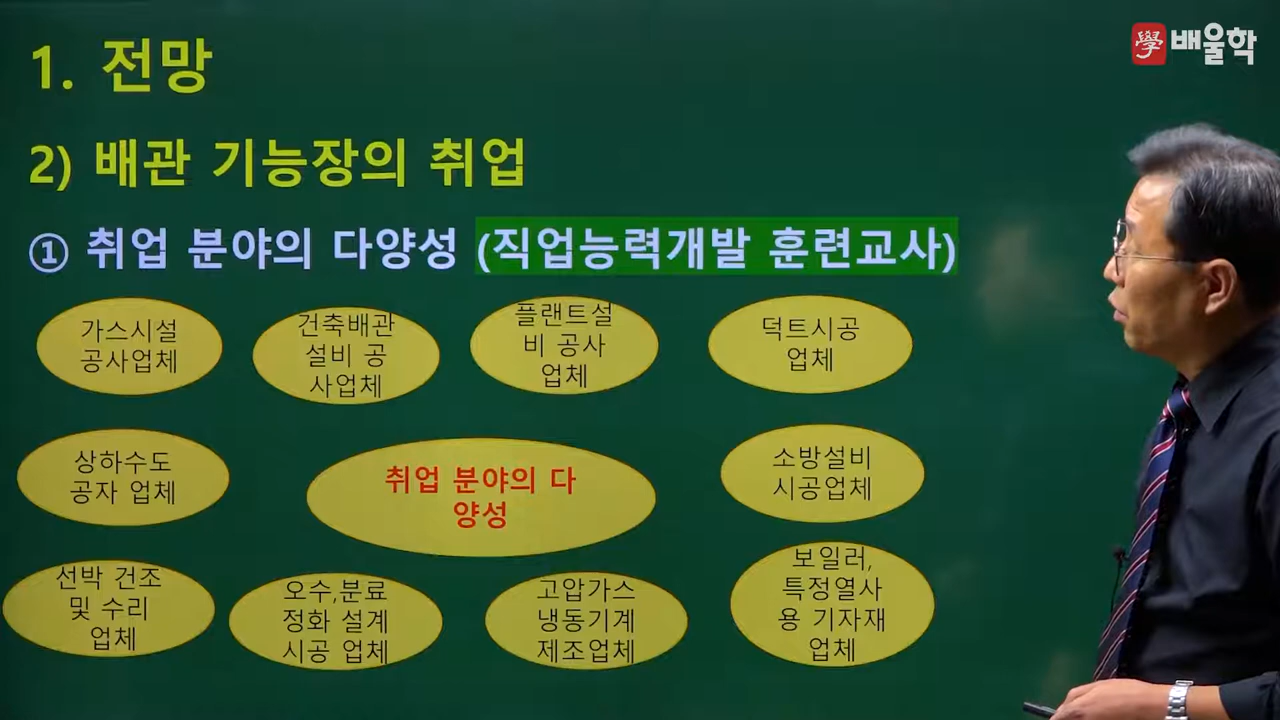 學 배울학
1. 전망
2) 배관 기능장의 취업
① 취업 분야의 다양성 (직업능력개발 훈련교사)
가스시설
공사업체
건축배관
설비 공
사업체
플랜트설
비 공사
업체
덕트시공
업체
상하수도
공자 업체
취업 분야의 다
양성
소방설비
시공업체
선박 건조
및 수리
업체
오수,분료
정화 설계
시공 업체
고압가스
냉동기계
제조업체
보일러,
특정열사
용 기자재
업체